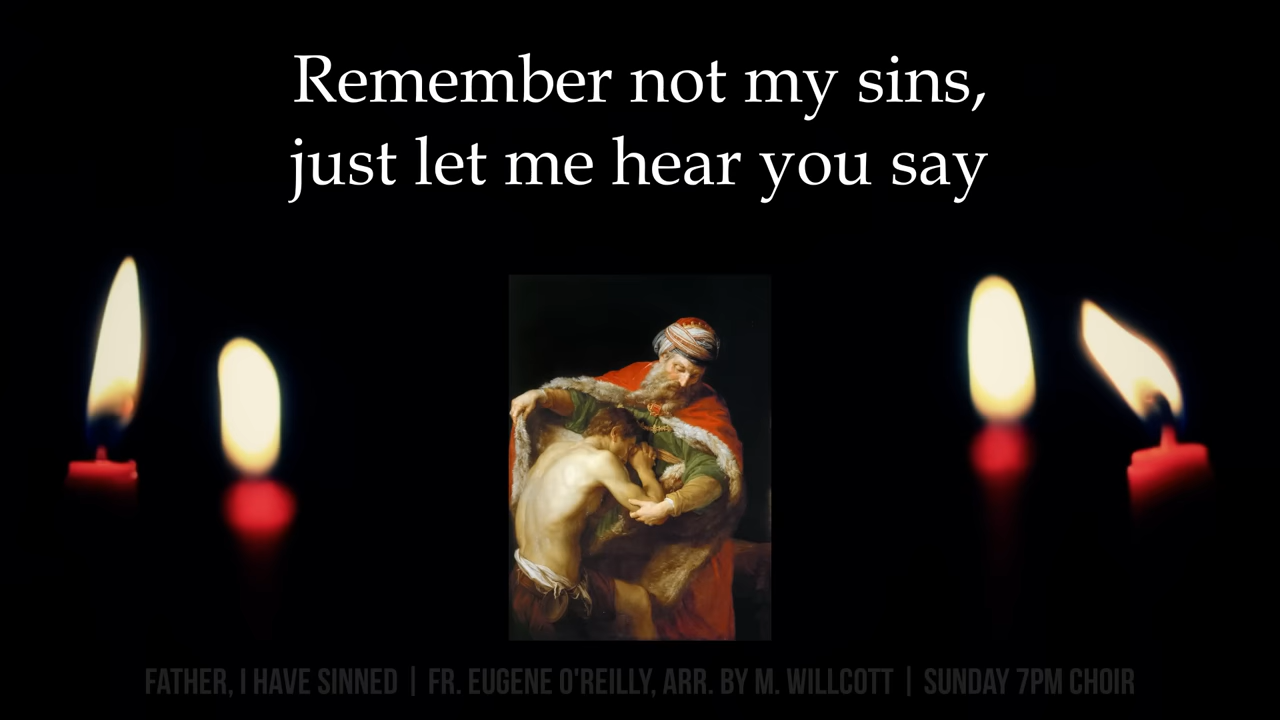 Remember not my sins,
just let me hear you say
FATHER, I HAVE SINNED | FR. EUGENE O'REILLY, ARR. BY M. WILLCOTT | SUNDAY 7PM CHOIR